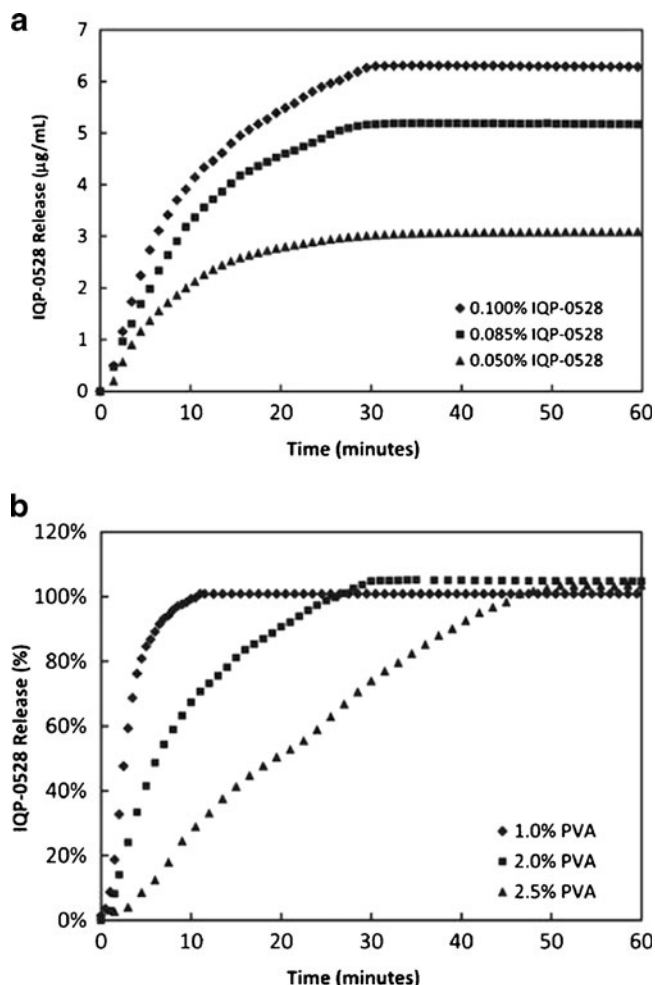 a
7
6
5
4
3
2
1
0
IQP-0528 Release (µg/mL)
0.100% IQP-0528
0.085% IQP-0528
0.050% IQP-0528
0 10 20 30 40 50 60
Time (minutes)
b
120%
100%
80%
60%
40%
20%
0%
IQP-0528 Release (%)
1.0% PVA
2.0% PVA
2.5% PVA
0 10 20 30 40 50 60
Time (minutes)